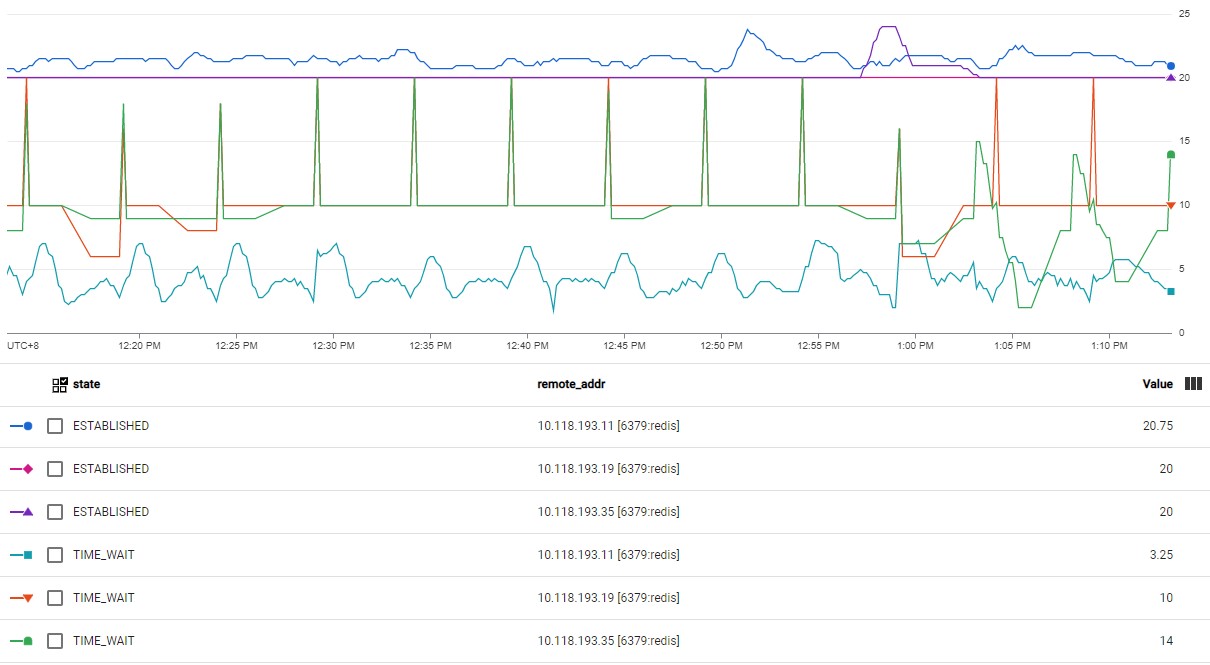 25
20
15
10
5
0
UTC+8 12:20 PM 12:25 PM 12:30 PM 12:35 PM 12:40 PM 12:45 PM 12:50 PM 12:55 PM 1:00 PM 1:05 PM 1:10 PM
state remote_addr Value
ESTABLISHED 10.118.193.11 [6379:redis] 20.75
ESTABLISHED 10.118.193.19 [6379:redis] 20
ESTABLISHED 10.118.193.35 [6379:redis] 20
TIME_WAIT 10.118.193.11 [6379:redis] 3.25
TIME_WAIT 10.118.193.19 [6379:redis] 10
TIME_WAIT 10.118.193.35 [6379:redis] 14